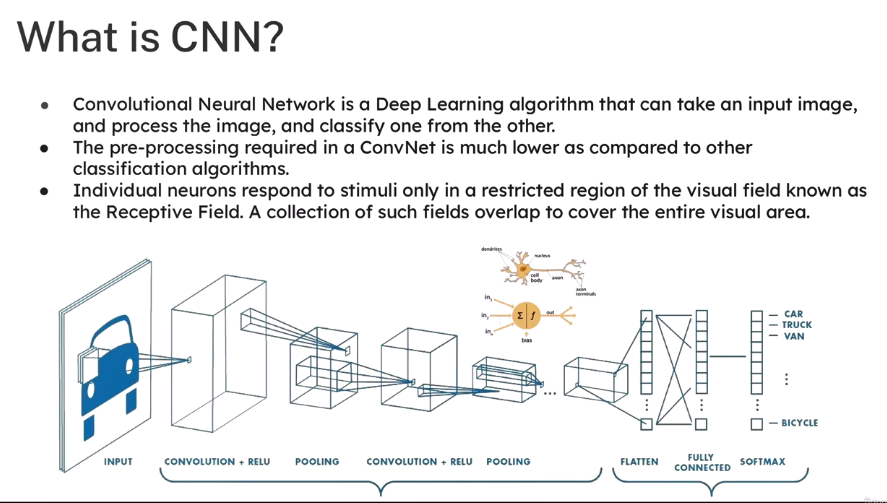 What is CNN?
● Convolutional Neural Network is a Deep Learning algorithm that can take an input image,
and process the image, and classify one from the other.
● The pre-processing required in a ConvNet is much lower as compared to other
classification algorithms.
● Individual neurons respond to stimuli only in a restricted region of the visual field known as
the Receptive Field. A collection of such fields overlap to cover the entire visual area.
dendrites
nucleus
cell
body
axon
axon
terminals
in₁
in₂
out
bias
Σ
f
CAR
TRUCK
VAN
BICYCLE
INPUT
CONVOLUTION + RELU
POOLING
CONVOLUTION + RELU
POOLING
FLATTEN
FULLY
CONNECTED
SOFTMAX